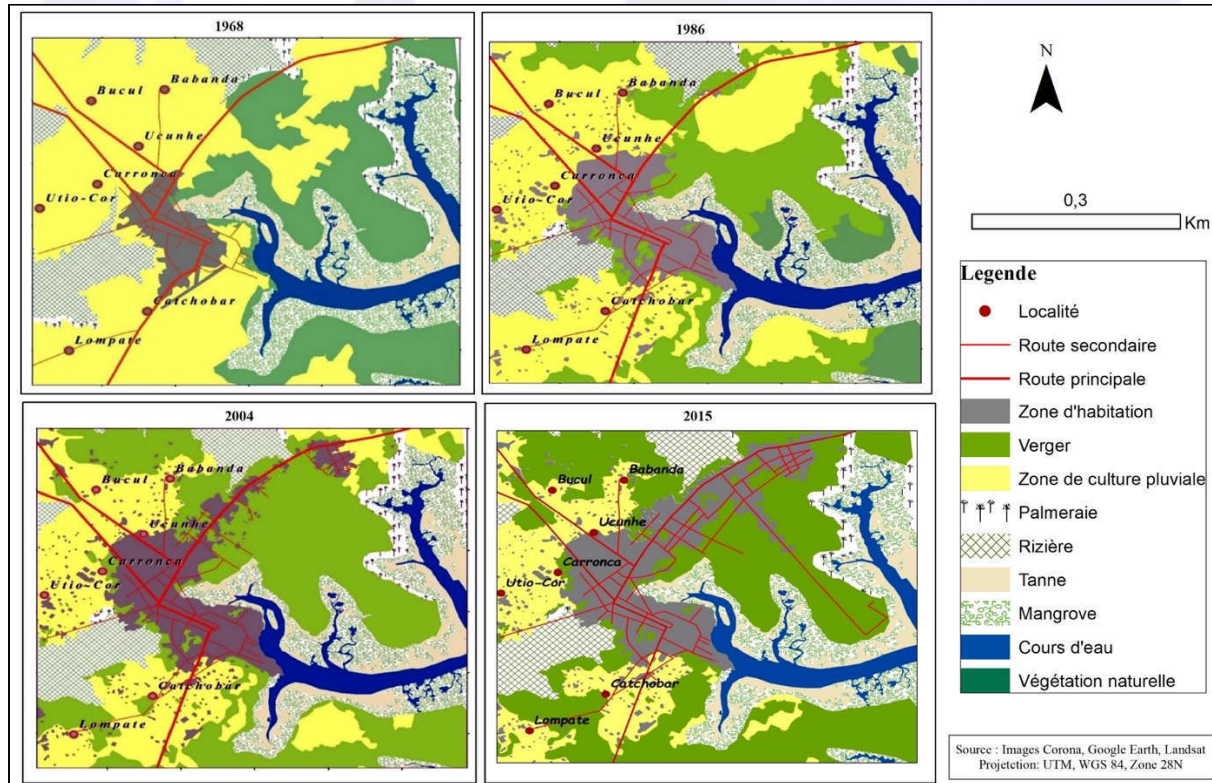 1968
Babanda
Bucul
Ucunhe
Carronca
Utio-Cor
Catchobar
Lompate
1986
Babanda
Bucul
Ucunhe
Carronca
Utio-Cor
Catchobar
Lompate
2004
Babanda
Bucul
Ucunhe
Carronca
Utio-Cor
Catchobar
Lompate
2015
Babanda
Bycul
Ucunhe
Carronca
Utio-Cor
Catchobar
Lompate
N
0,3
Km
Legende
Localité
Route secondaire
Route principale
Zone d'habitation
Verger
Zone de culture pluviale
Palmeraie
Rizière
Tanne
Mangrove
Cours d'eau
Végétation naturelle
Source : Images Corona, Google Earth, Landsat
Projetction: UTM, WGS 84, Zone 28N